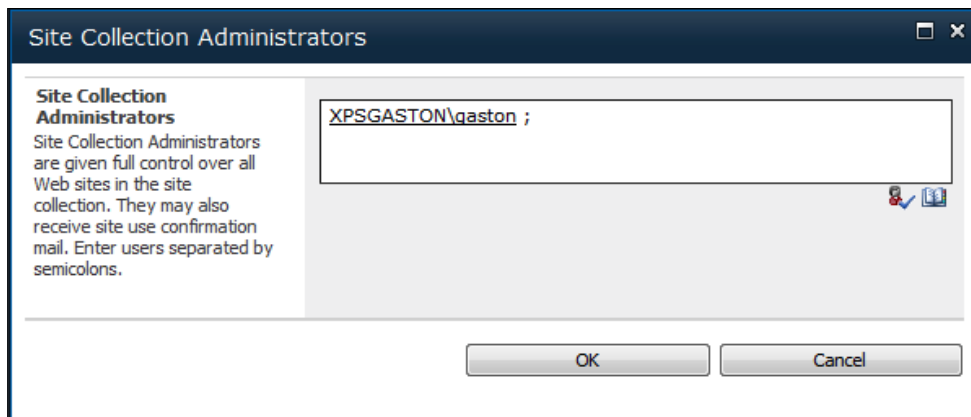 Site Collection Administrators
Site Collection
Administrators
Site Collection Administrators
are given full control over all
Web sites in the site
collection. They may also
receive site use confirmation
mail. Enter users separated by
semicolons.
XPSGASTON\gaston ;
OK
Cancel